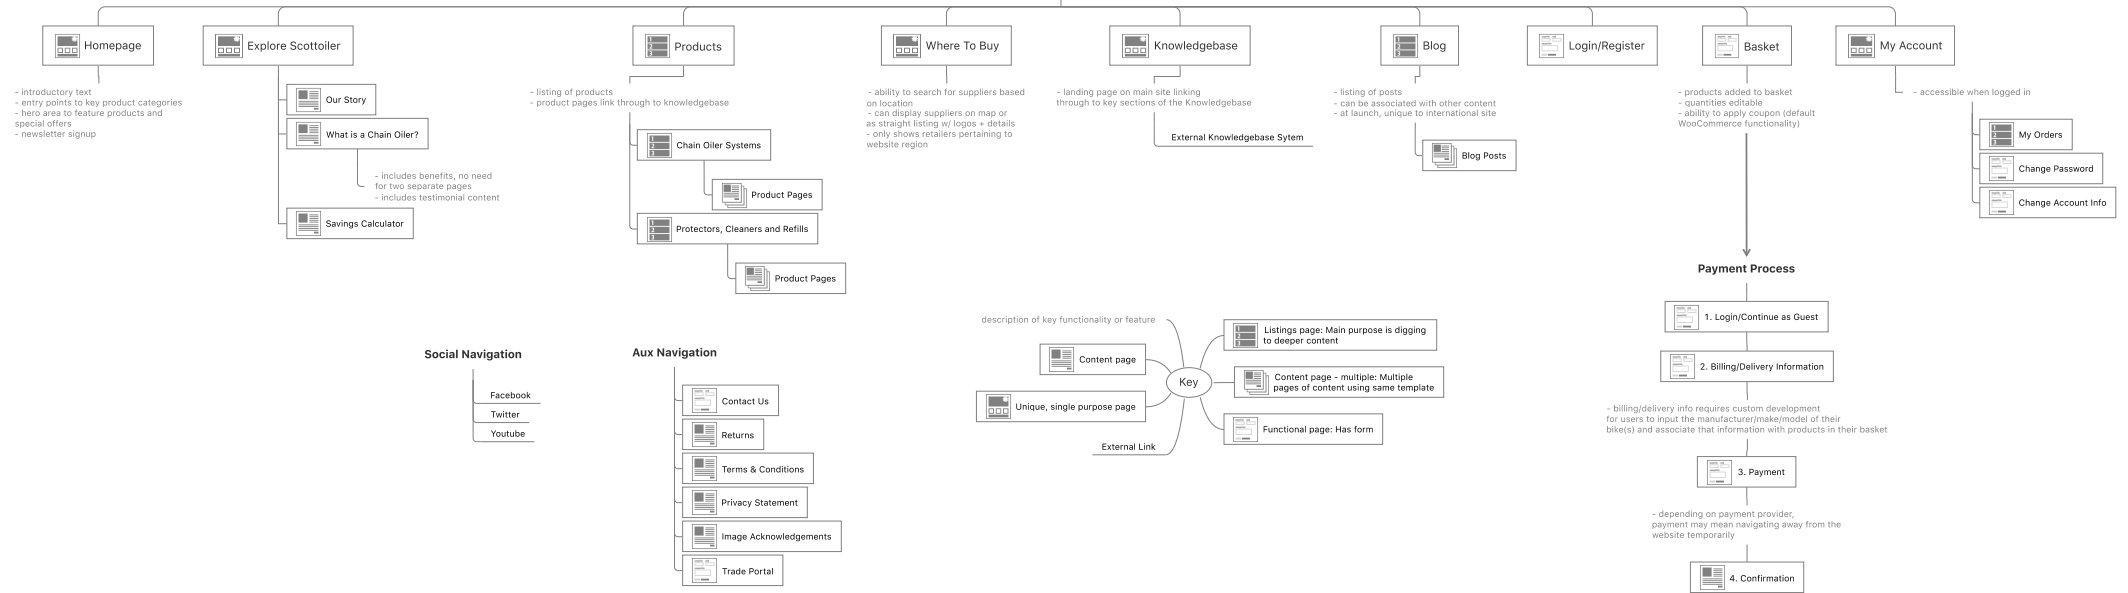 Homepage
- introductory text
- entry points to key product categories
- hero area to feature products and
special offers
- newsletter signup
Explore Scottoiler
Our Story
What is a Chain Oiler?
- includes benefits, no need
for two separate pages
- includes testimonial content
Savings Calculator
Products
- listing of products
- product pages link through to knowledgebase
Chain Oiler Systems
Product Pages
Protectors, Cleaners and Refills
Product Pages
Where To Buy
- ability to search for suppliers based
on location
- can display suppliers on map or
as straight listing w/ logos + details
- only shows retailers pertaining to
website region
Knowledgebase
- landing page on main site linking
through to key sections of the Knowledgebase
External Knowledgebase Sytem
Blog
- listing of posts
- can be associated with other content
- at launch, unique to international site
Blog Posts
Login/Register
Basket
- products added to basket
- quantities editable
- ability to apply coupon (default
WooCommerce functionality)
My Account
- accessible when logged in
My Orders
Change Password
Change Account Info
Payment Process
1. Login/Continue as Guest
2. Billing/Delivery Information
- billing/delivery info requires custom development
for users to input the manufacturer/make/model of their
bike(s) and associate that information with products in their basket
3. Payment
- depending on payment provider,
payment may mean navigating away from the
website temporarily
4. Confirmation
Social Navigation
Facebook
Twitter
Youtube
Aux Navigation
Contact Us
Returns
Terms & Conditions
Privacy Statement
Image Acknowledgements
Trade Portal
Key
description of key functionality or feature
Content page
Unique, single purpose page
External Link
Listings page: Main purpose is digging
to deeper content
Content page - multiple: Multiple
pages of content using same template
Functional page: Has form